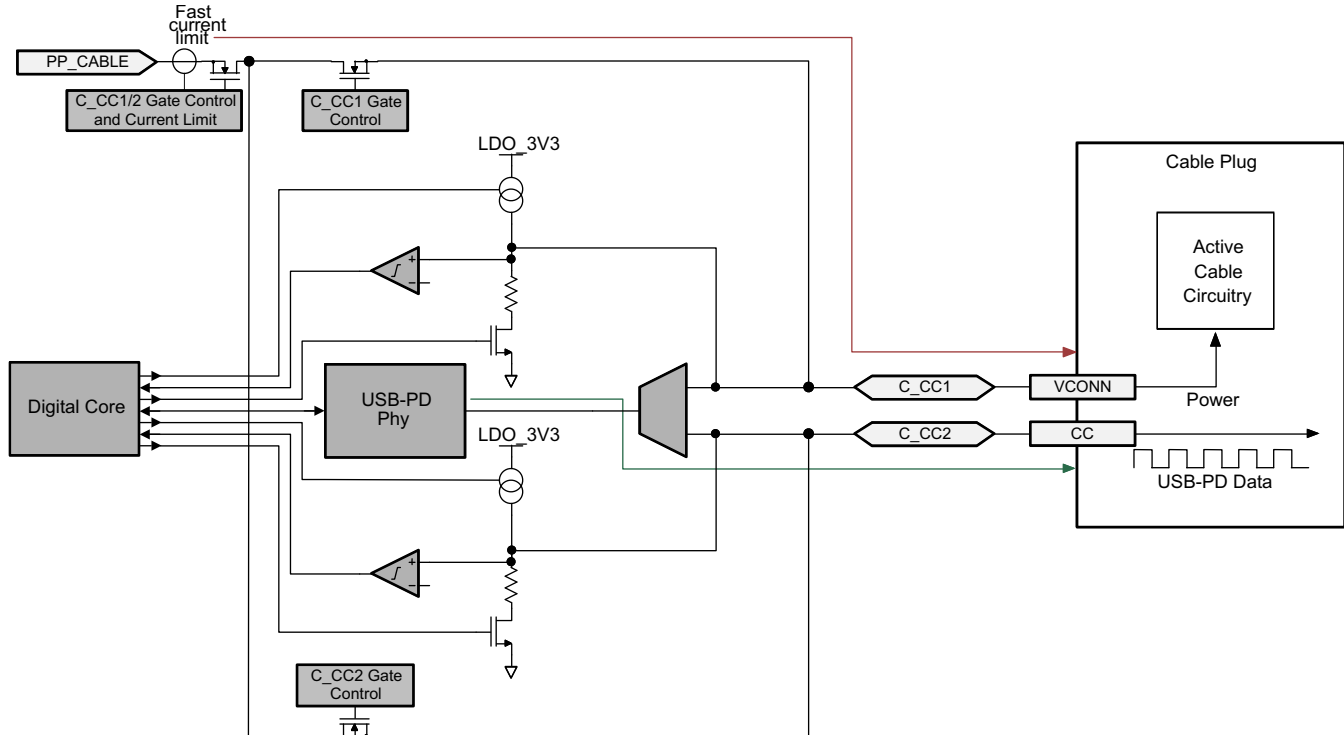 Fast
current
limit
PP_CABLE
C_CC1/2 Gate Control
and Current Limit
C_CC1 Gate
Control
LDO_3V3
Cable Plug
Active
Cable
Circuitry
+
−
Digital Core
USB-PD
Phy
C_CC1
VCONN
Power
C_CC2
CC
USB-PD Data
LDO_3V3
+
−
C_CC2 Gate
Control